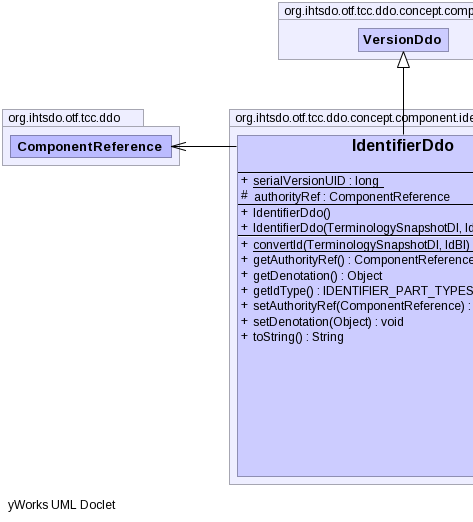 org.ihtsdo.otf.tcc.ddo.concept.comp
VersionDdo
org.ihtsdo.otf.tcc.ddo
ComponentReference
org.ihtsdo.otf.tcc.ddo.concept.component.ide
IdentifierDdo
+ serialVersionUID : long
# authorityRef : ComponentReference
+ IdentifierDdo()
+ IdentifierDdo(TerminologySnapshotDI, Id
+ convertId(TerminologySnapshotDI, IdBI)
+ getAuthorityRef() : ComponentReference
+ getDenotation() : Object
+ getIdType() : IDENTIFIER_PART_TYPES
+ setAuthorityRef(ComponentReference) :
+ setDenotation(Object) : void
+ toString() : String
yWorks UML Doclet